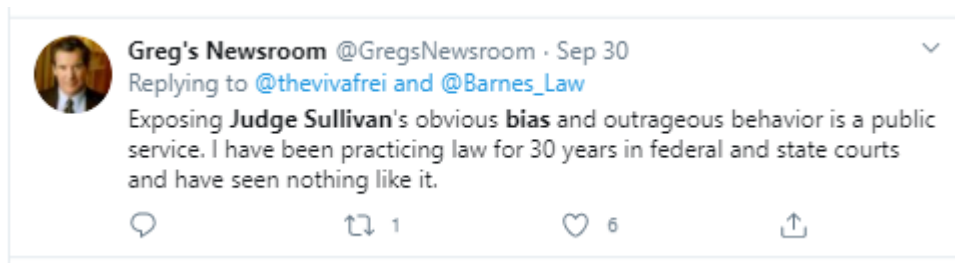 Greg's Newsroom @GregsNewsroom · Sep 30
Replying to @thevivafrei and @Barnes_Law
Exposing Judge Sullivan's obvious bias and outrageous behavior is a public
service. I have been practicing law for 30 years in federal and state courts
and have seen nothing like it.
1 6